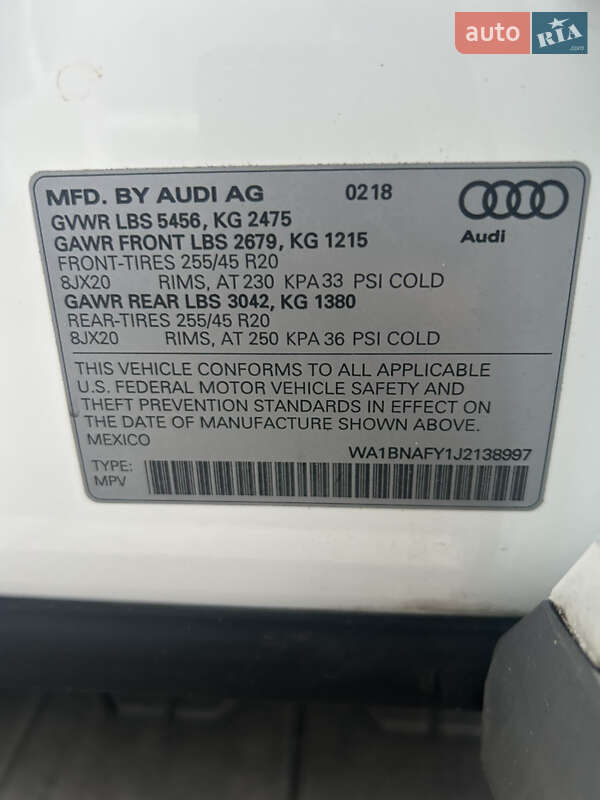 auto RIA.com
MFD. BY AUDI AG 0218
GVWR LBS 5456, KG 2475
GAWR FRONT LBS 2679, KG 1215
Audi
FRONT-TIRES 255/45 R20
8JX20 RIMS, AT 230 KPA 33 PSI COLD
GAWR REAR LBS 3042, KG 1380
REAR-TIRES 255/45 R20
8JX20 RIMS, AT 250 KPA 36 PSI COLD
THIS VEHICLE CONFORMS TO ALL APPLICABLE
U.S. FEDERAL MOTOR VEHICLE SAFETY AND
THEFT PREVENTION STANDARDS IN EFFECT ON
THE DATE OF MANUFACTURE SHOWN ABOVE.
MEXICO WA1BNAFY1J2138997
TYPE:
MPV